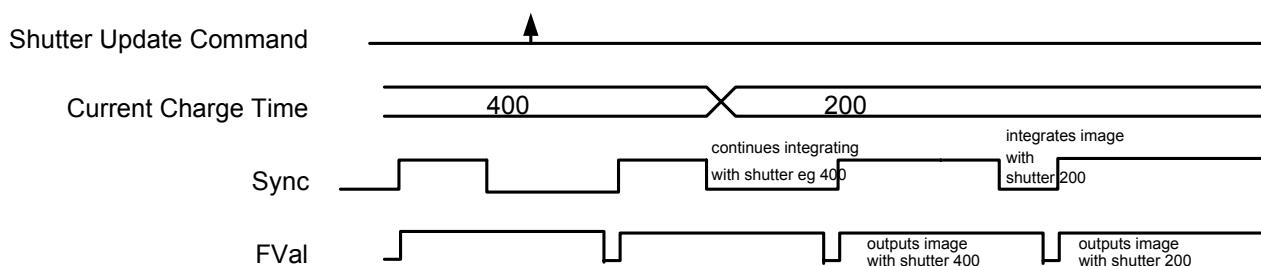 Shutter Update Command
Current Charge Time
400
200
continues integrating
with shutter eg 400
integrates image
with
shutter 200
Sync
FVal
outputs image
with shutter 400
outputs image
with shutter 200